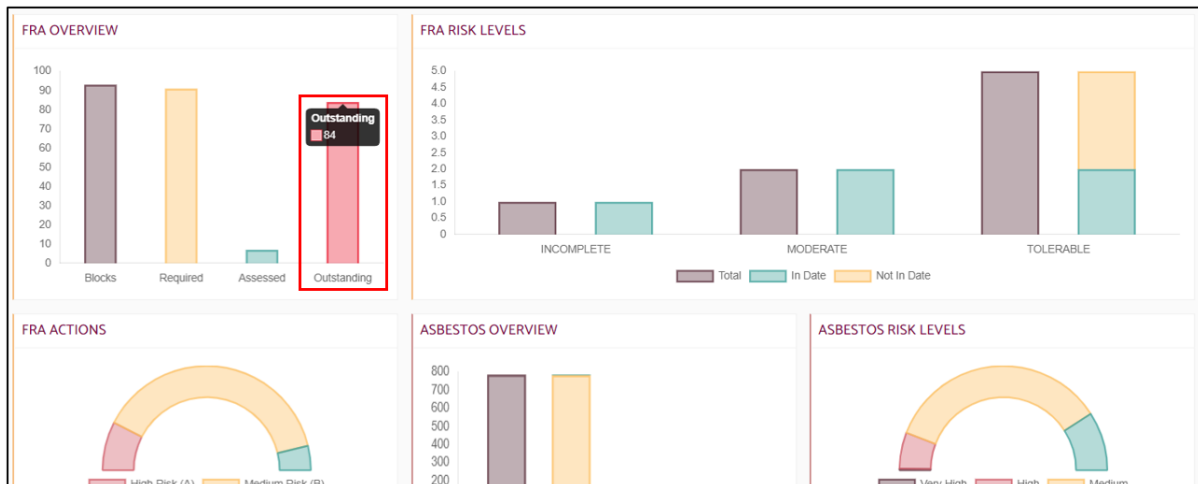 FRA OVERVIEW
100
90
80
70
60
50
40
30
20
10
0
Outstanding
84
Blocks Required Assessed Outstanding
FRA RISK LEVELS
5.0
4.5
4.0
3.5
3.0
2.5
2.0
1.5
1.0
0.5
0
INCOMPLETE MODERATE TOLERABLE
Total In Date Not In Date
FRA ACTIONS
High Risk (A) Medium Risk (B)
ASBESTOS OVERVIEW
800
700
600
500
400
300
200
ASBESTOS RISK LEVELS
Very High High Medium